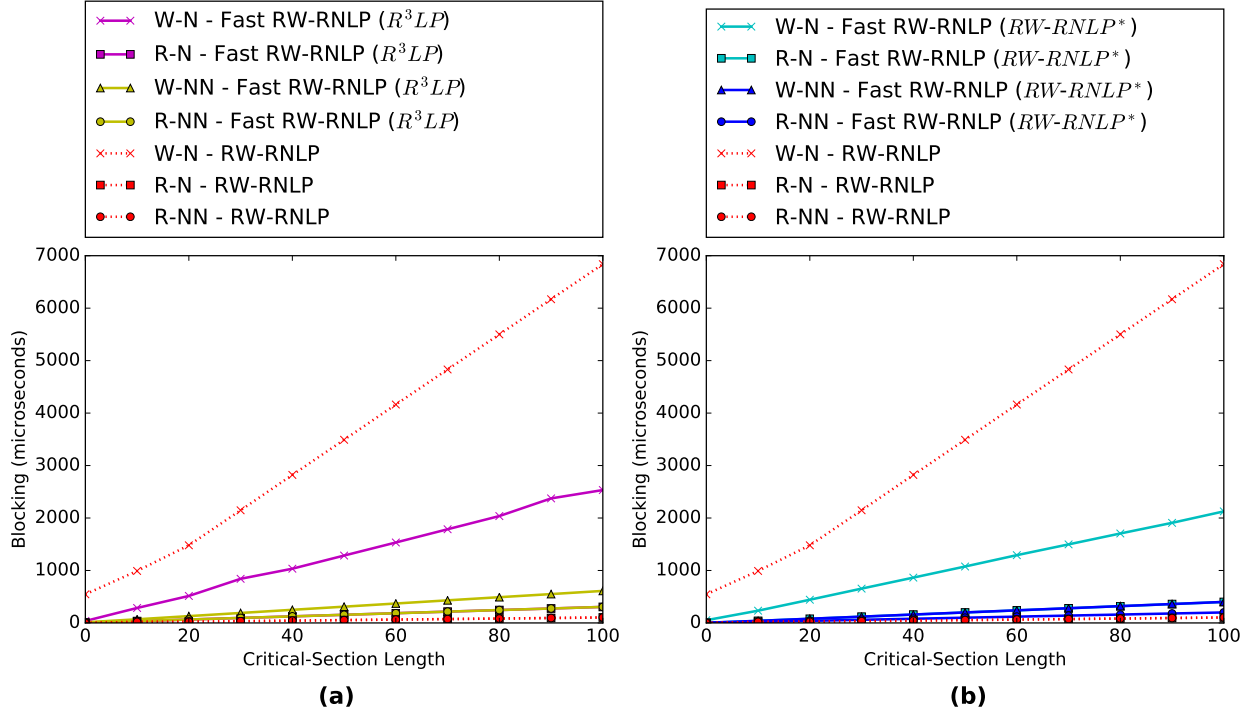 W-N - Fast RW-RNLP (R³LP)
R-N - Fast RW-RNLP (R³LP)
W-NN - Fast RW-RNLP (R³LP)
R-NN - Fast RW-RNLP (R³LP)
W-N - RW-RNLP
R-N - RW-RNLP
R-NN - RW-RNLP
7000
6000
5000
4000
3000
2000
1000
0
Blocking (microseconds)
0 20 40 60 80 100
Critical-Section Length
(a)
W-N - Fast RW-RNLP (RW-RNLP*)
R-N - Fast RW-RNLP (RW-RNLP*)
W-NN - Fast RW-RNLP (RW-RNLP*)
R-NN - Fast RW-RNLP (RW-RNLP*)
W-N - RW-RNLP
R-N - RW-RNLP
R-NN - RW-RNLP
7000
6000
5000
4000
3000
2000
1000
0
Blocking (microseconds)
0 20 40 60 80 100
Critical-Section Length
(b)